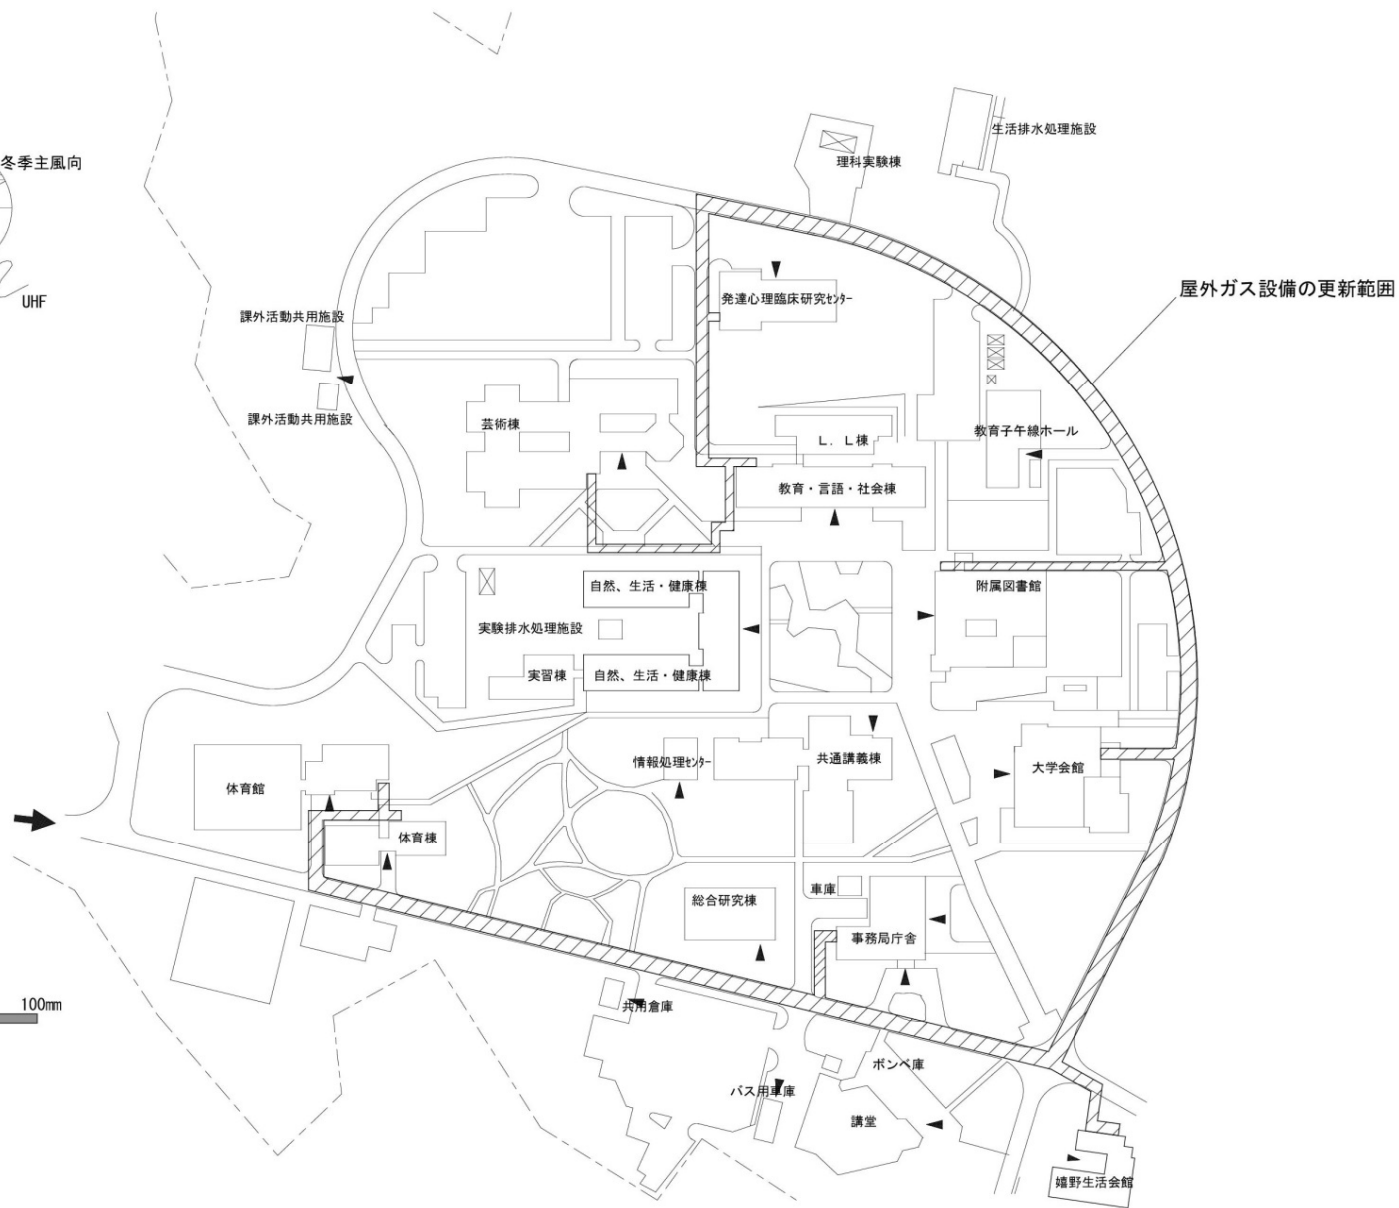 冬季主風向
UHF
生活排水処理施設
理科実験棟
屋外ガス設備の更新範囲
発達心理臨床研究ｾﾝﾀｰ
課外活動共用施設
課外活動共用施設
芸術棟
L. L棟
教育子午線ホール
教育・言語・社会棟
自然、生活・健康棟
附属図書館
実験排水処理施設
実習棟
自然、生活・健康棟
情報処理ｾﾝﾀｰ
共通講義棟
大学会館
体育館
体育棟
車庫
総合研究棟
事務局庁舎
100mm
共用倉庫
ボンベ庫
バス用車庫
講堂
嬉野生活会館